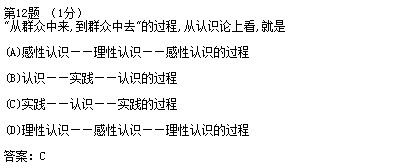 第12题 (1分)
“从群众中来,到群众中去”的过程,从认识论上看,就是
(A)感性认识--理性认识--感性认识的过程
(B)认识--实践--认识的过程
(C)实践--认识--实践的过程
(D)理性认识--感性认识--理性认识的过程
答案: C